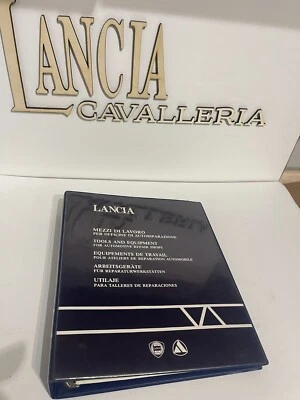 LANCIA
CAVALLERIA
LANCIA
MEZZI DI LAVORO
PER OFFICINE DI AUTORIPARAZIONE
TOOLS AND EQUIPMENT
FOR AUTOMOTIVE REPAIR SHOPS
EQUIPEMENTS DE TRAVAIL
POUR ATELIERS DE REPARATION AUTOMOBILE
ARBEITSGERÄTE
FÜR REPARATURWERKSTÄTTEN
UTILAJE
PARA TALLERES DE REPARACIONES